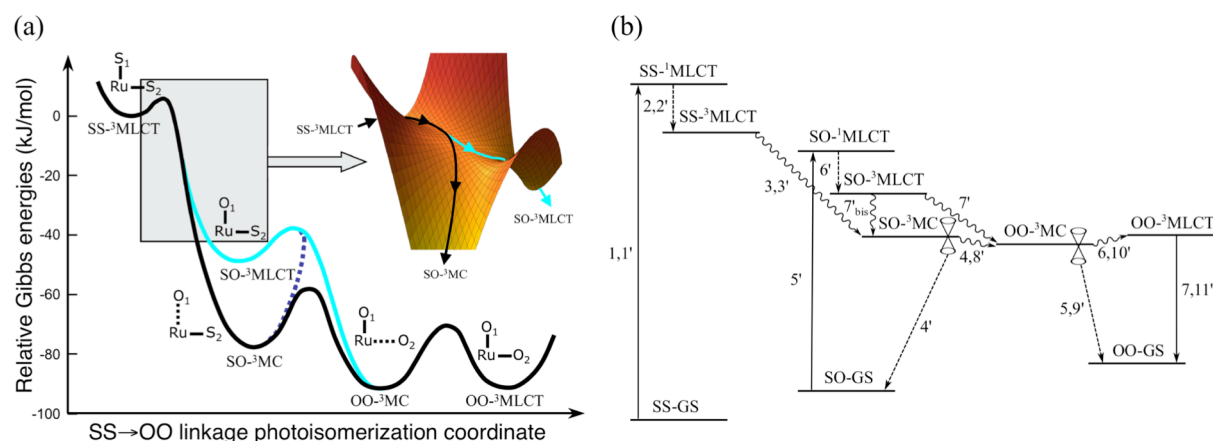 (a)
Relative Gibbs energies (kJ/mol)
0
-20
-40
-60
-80
-100
S1
Ru S2
SS-³MLCT
O1
Ru S2
SO-³MLCT
O1
Ru S2
SO-³MC
O1
Ru O2
OO-³MC
O1
Ru O2
OO-³MLCT
SS-³MLCT
SO-³MLCT
SO-³MC
SS→OO linkage photoisomerization coordinate
(b)
SS-¹MLCT
2,2'
SS-³MLCT
SO-¹MLCT
6'
3,3'
SO-³MLCT
7'bis
7'
SO-³MC
OO-³MC
OO-³MLCT
4,8'
6,10'
1,1'
5'
4'
5,9'
7,11'
OO-GS
SO-GS
SS-GS